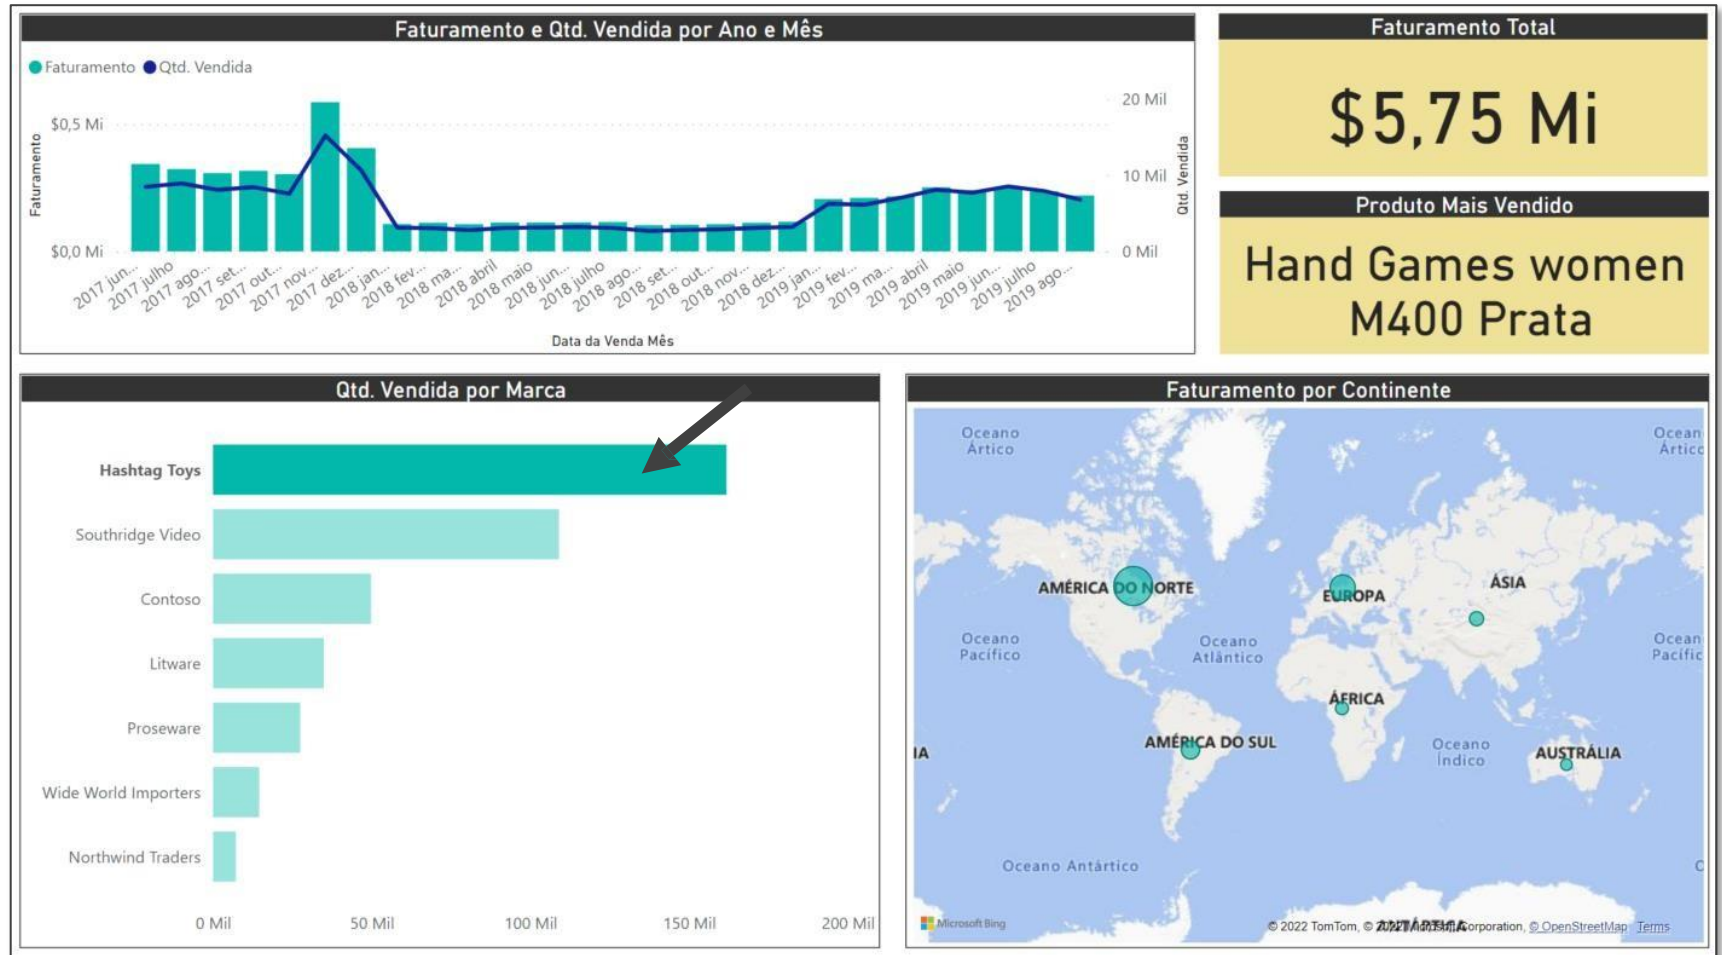 Faturamento e Qtd. Vendida por Ano e Mês
Faturamento Qtd. Vendida
Faturamento
$0,5 Mi
$0,0 Mi
20 Mil
10 Mil
0 Mil
Qtd. Vendida
2017 jun...
2017 julho
2017 ago...
2017 set...
2017 out...
2017 nov...
2017 dez...
2018 jan...
2018 fev...
2018 ma...
2018 abril
2018 maio
2018 jun...
2018 julho
2018 ago...
2018 set...
2018 out...
2018 nov...
2018 dez...
2019 jan...
2019 fev...
2019 ma...
2019 abril
2019 maio
2019 jun...
2019 julho
2019 ago...
Data da Venda Mês
Faturamento Total
$5,75 Mi
Produto Mais Vendido
Hand Games women
M400 Prata
Qtd. Vendida por Marca
Hashtag Toys
Southridge Video
Contoso
Litware
Proseware
Wide World Importers
Northwind Traders
0 Mil 50 Mil 100 Mil 150 Mil 200 Mil
Faturamento por Continente
Oceano
Ártico
Ocean
Ártico
AMÉRICA DO NORTE
EUROPA
ÁSIA
Oceano
Pacífico
Oceano
Atlântico
Ocean
Pacífic
ÁFRICA
IA
AMÉRICA DO SUL
Oceano
Índico
AUSTRÁLIA
Oceano Antártico
O
Microsoft Bing
© 2022 TomTom, © Corporation, © OpenStreetMap Terms